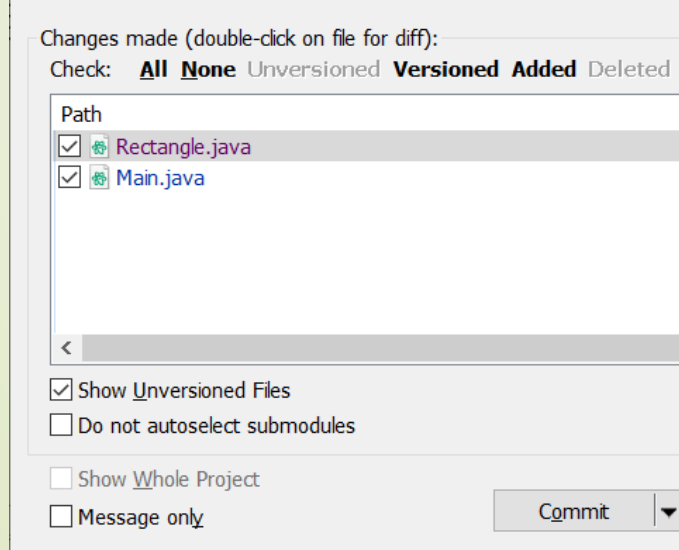 Changes made (double-click on file for diff):
Check: All None Unversioned Versioned Added Deleted
Path
Rectangle.java
Main.java
Show Unversioned Files
Do not autoselect submodules
Show Whole Project
Message only
Commit